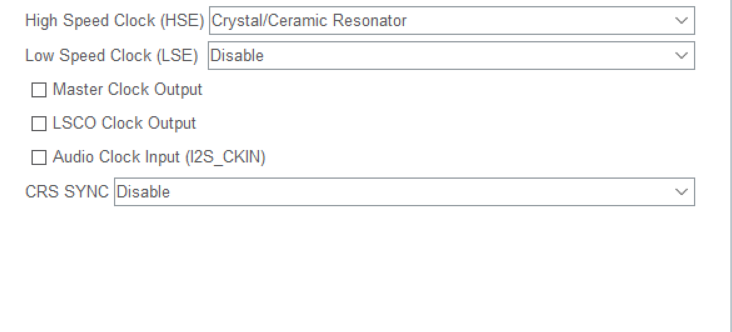 High Speed Clock (HSE) Crystal/Ceramic Resonator
Low Speed Clock (LSE) Disable
Master Clock Output
LSCO Clock Output
Audio Clock Input (I2S_CKIN)
CRS SYNC Disable